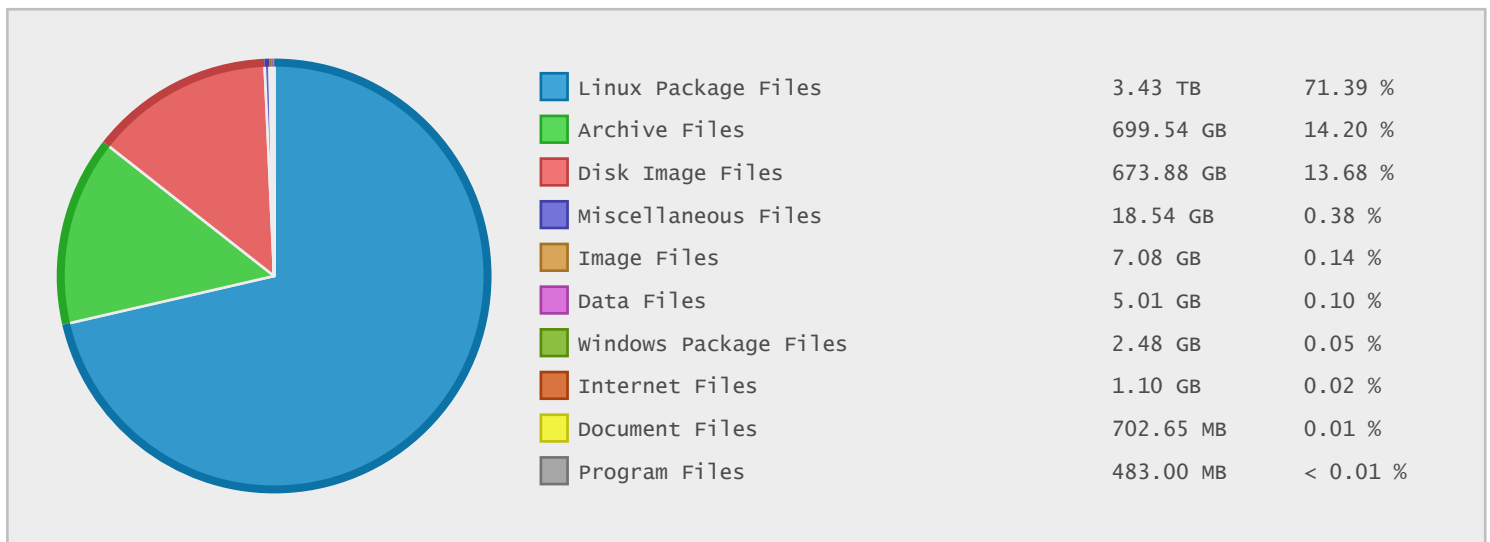 Linux Package Files 3.43 TB 71.39 %
Archive Files 699.54 GB 14.20 %
Disk Image Files 673.88 GB 13.68 %
Miscellaneous Files 18.54 GB 0.38 %
Image Files 7.08 GB 0.14 %
Data Files 5.01 GB 0.10 %
Windows Package Files 2.48 GB 0.05 %
Internet Files 1.10 GB 0.02 %
Document Files 702.65 MB 0.01 %
Program Files 483.00 MB < 0.01 %